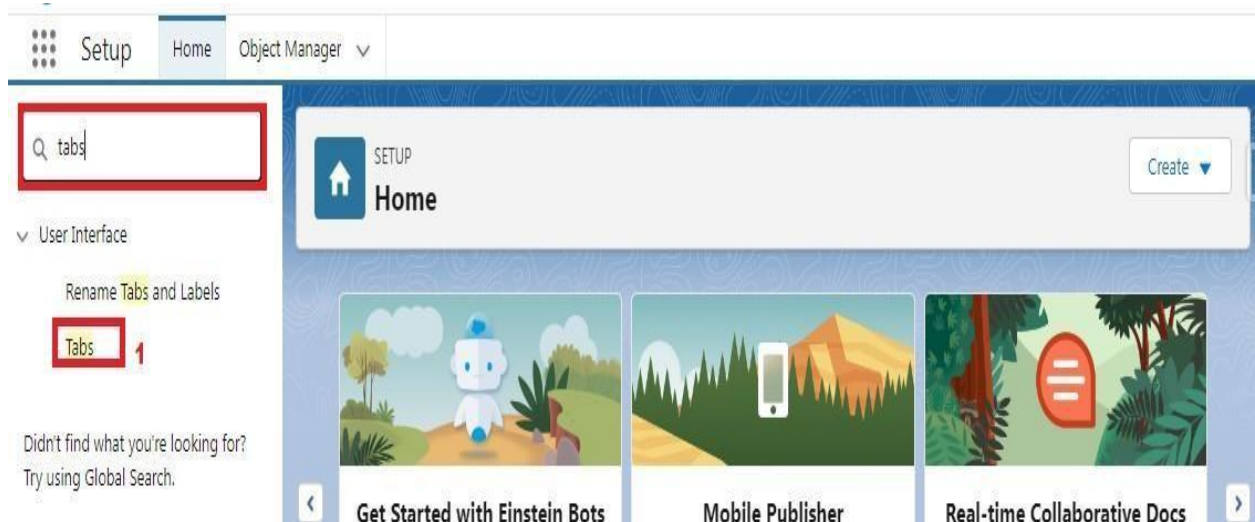 Setup Home Object Manager
tabs
User Interface
Rename Tabs and Labels
Tabs 1
Didn't find what you're looking for?
Try using Global Search.
SETUP
Home
Create
Get Started with Einstein Bots
Mobile Publisher
Real-time Collaborative Docs